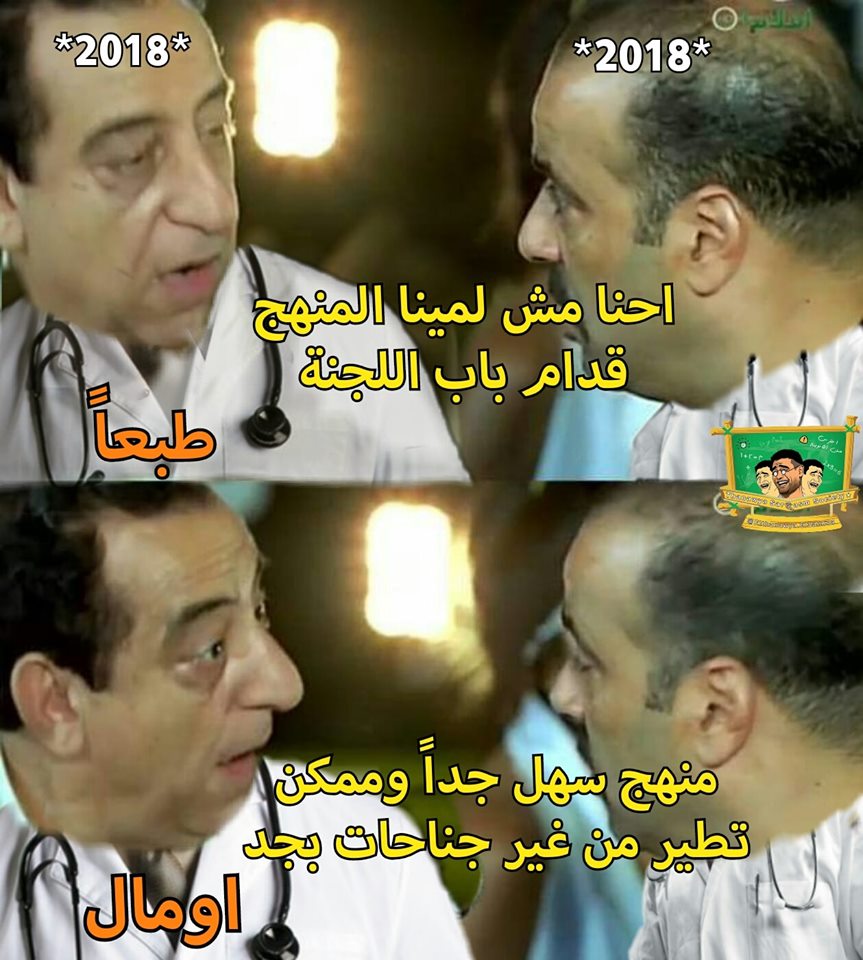 *2018*
*2018*
احنا مش لمينا المنهج
قدام باب اللجنة
طبعاً
منهج سهل جداً وممكن
تطير من غير جناحات بجد
اومال